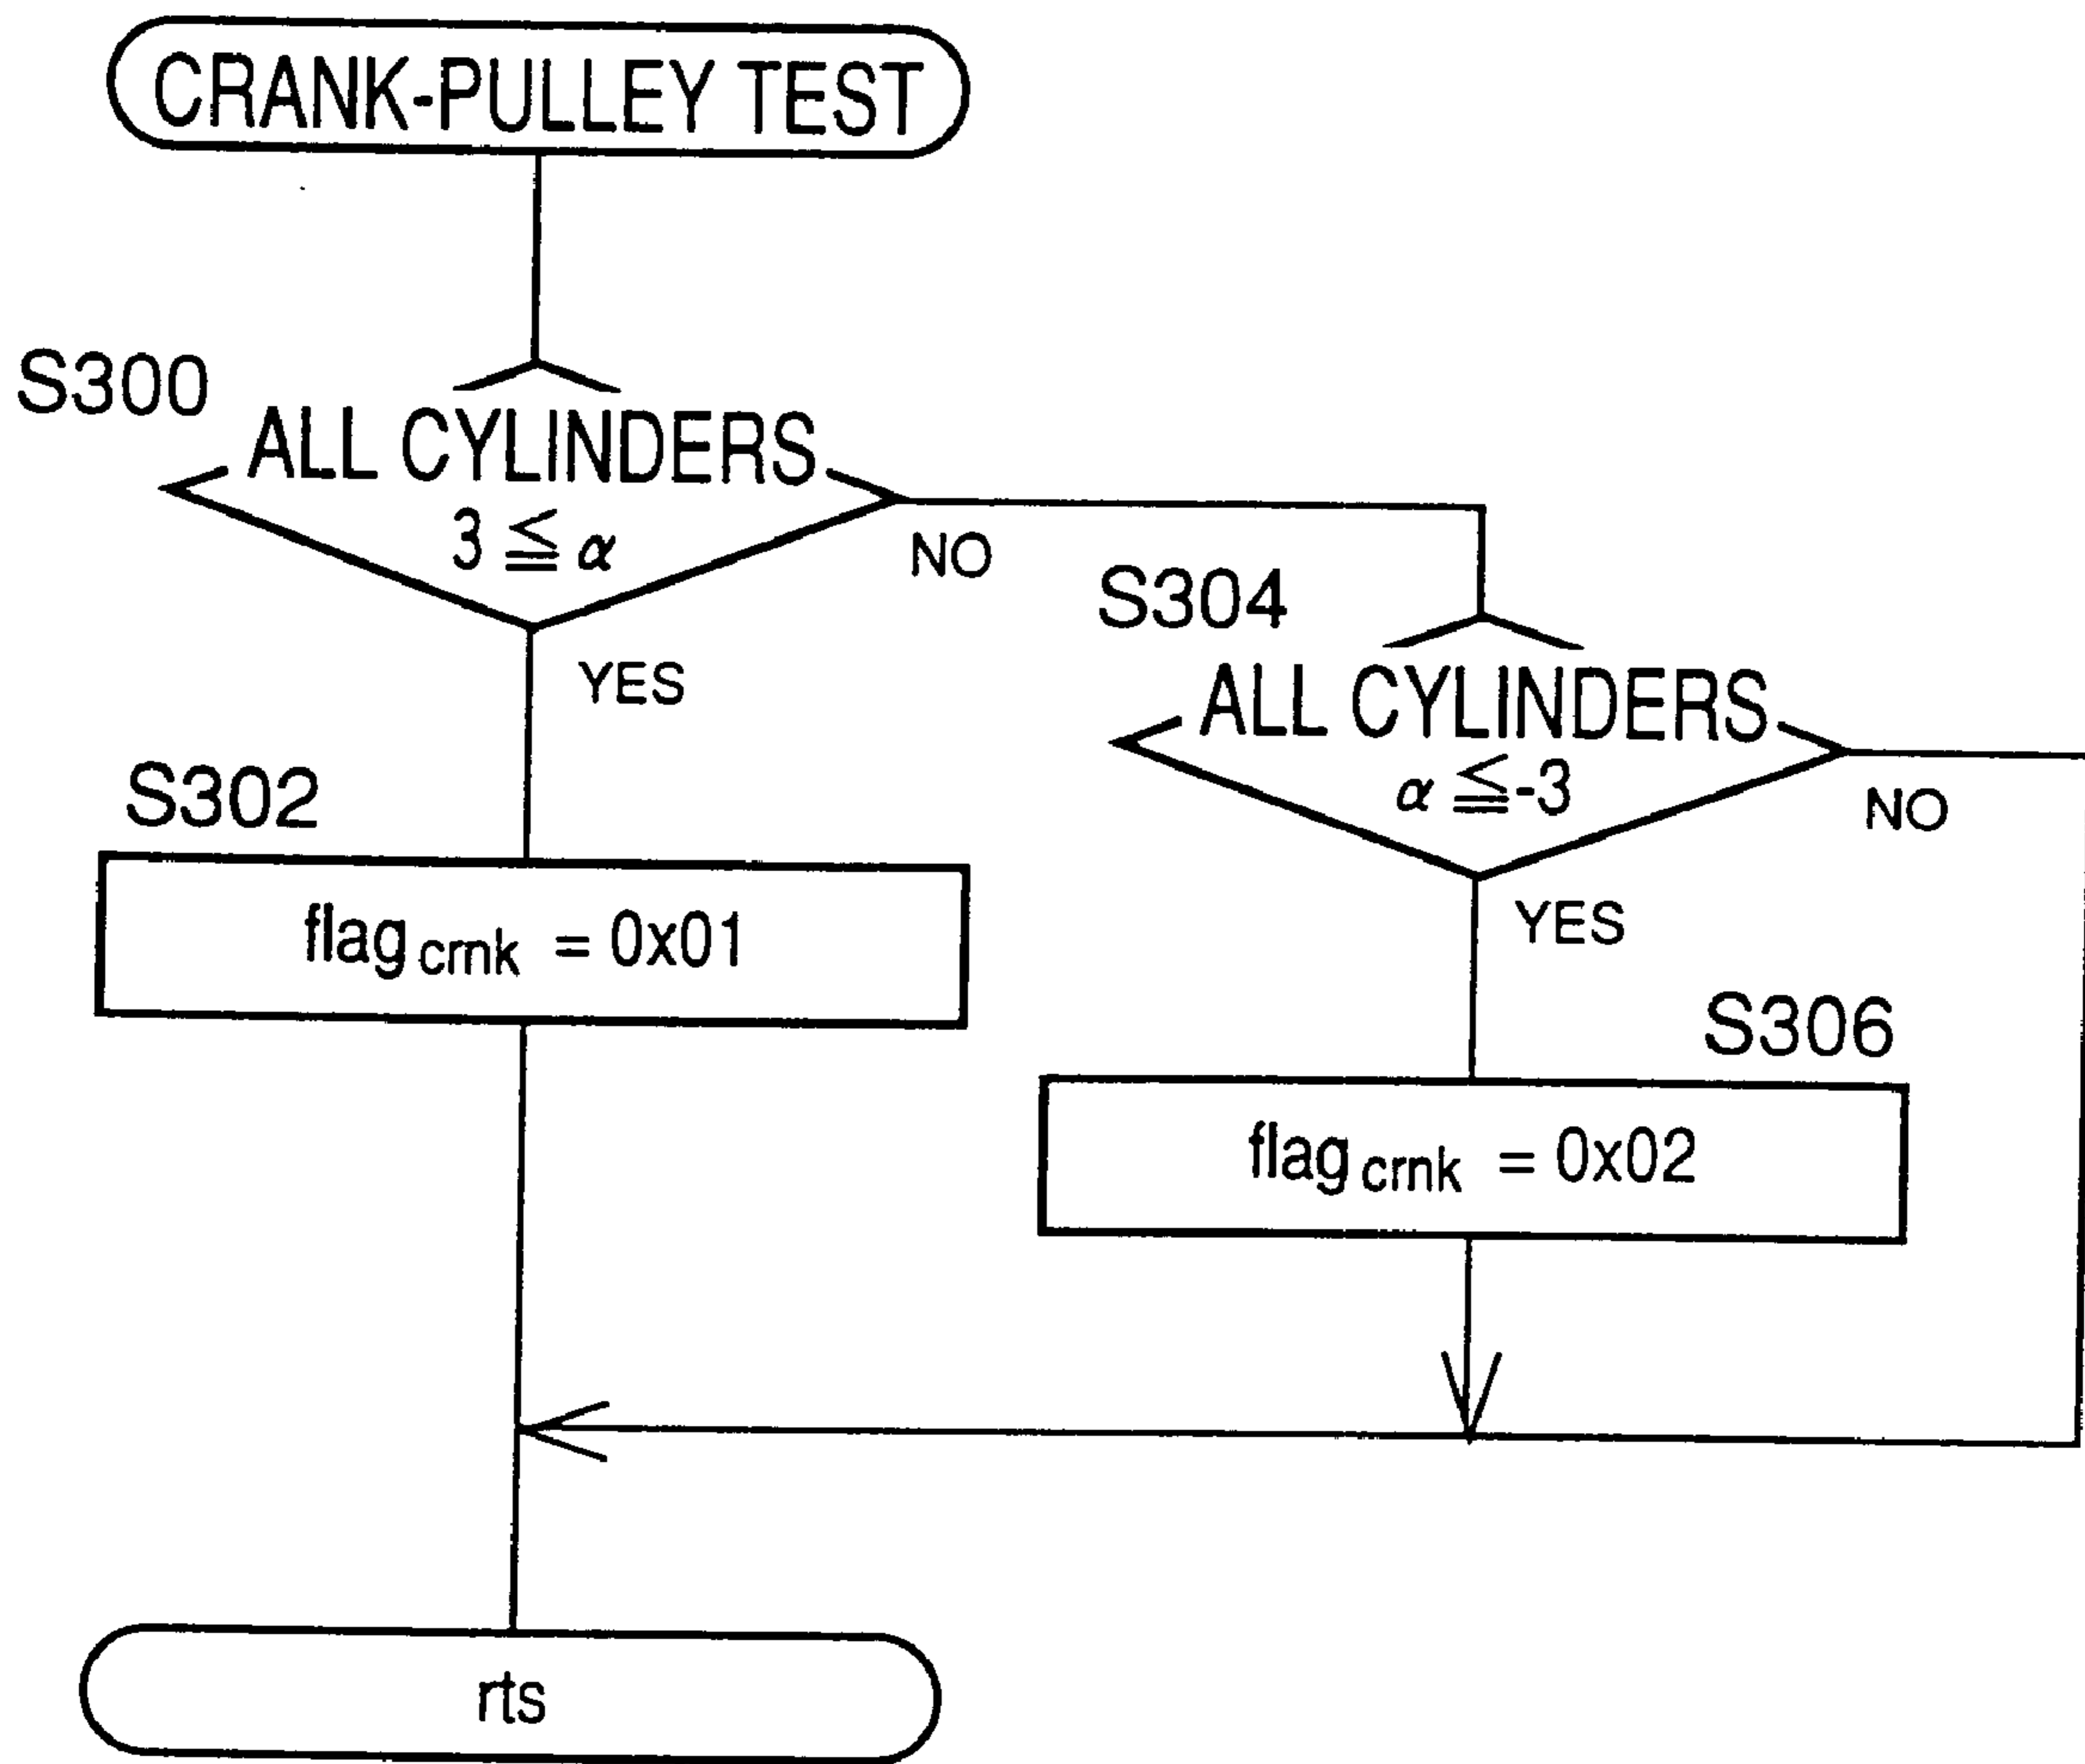 CRANK-PULLEY TEST
S300
ALL CYLINDERS
3 ≦ α
NO
YES
S304
ALL CYLINDERS
α ≦-3
NO
YES
S302
flag crnk = 0x01
S306
flag crnk = 0x02
rts